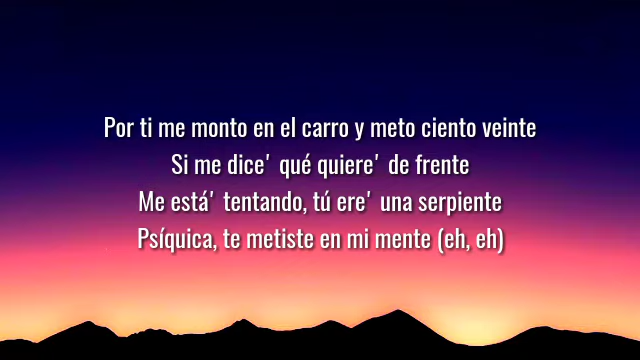 Por ti me monto en el carro y meto ciento veinte
Si me dice' qué quiere' de frente
Me está' tentando, tú ere' una serpiente
Psíquica, te metiste en mi mente (eh, eh)